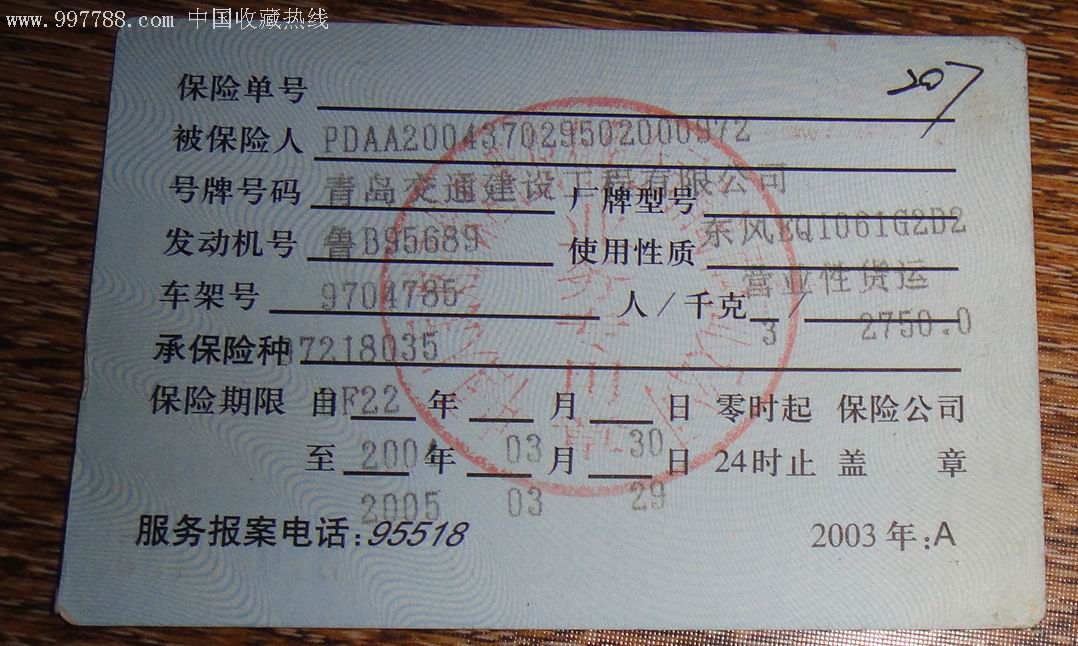 www.997788.com 中国收藏热线
207
保险单号
被保险人 PDAA200437029502000972
号牌号码 青岛交通建设工程有限公司 厂牌型号
发动机号 鲁B95689 使用性质 东风EQ1061G2D2
车架号 9704785 人/千克 / 营业性货运
3 2750.0
承保险种 37218035
保险期限 自 DF22 年 月 日 零时起 保险公司
至 2004 年 03 月 30 日 24时止 盖 章
2005 03 29
服务报案电话:95518 2003年:A